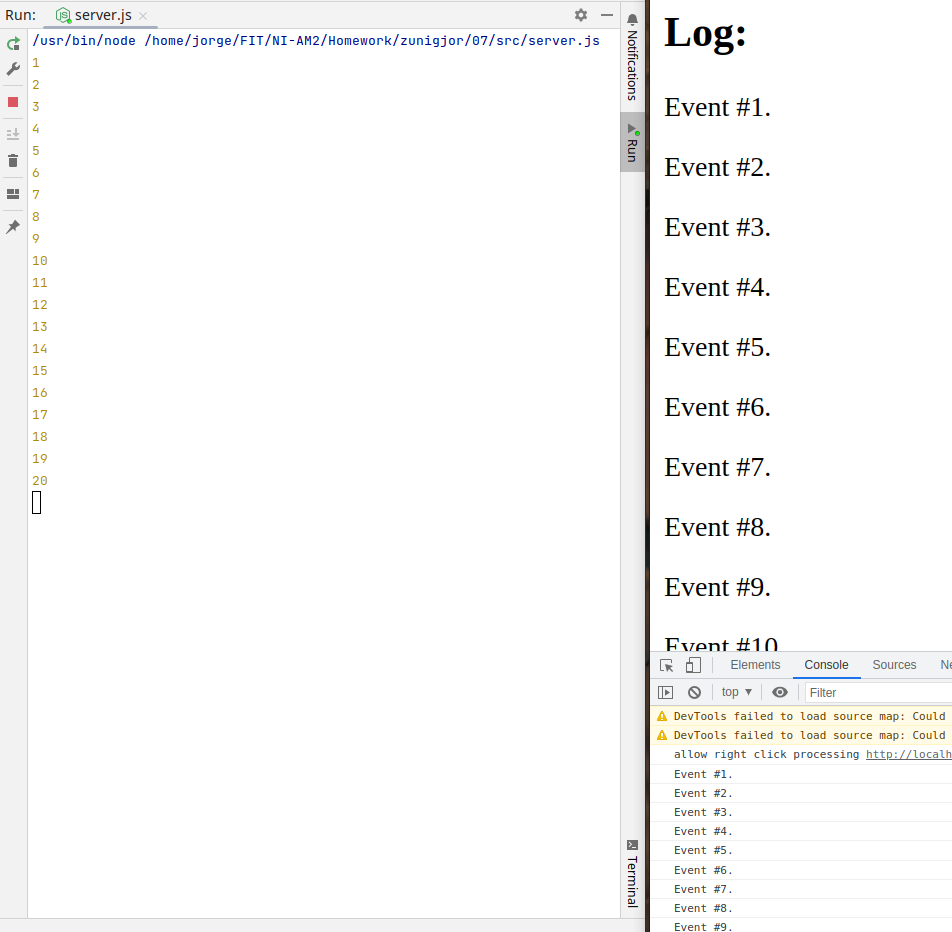 Run: server.js
/usr/bin/node /home/jorge/FIT/NI-AM2/Homework/zunigjor/07/src/server.js
1
2
3
4
5
6
7
8
9
10
11
12
13
14
15
16
17
18
19
20
Notifications
Run
Terminal
Log:
Event #1.
Event #2.
Event #3.
Event #4.
Event #5.
Event #6.
Event #7.
Event #8.
Event #9.
Event #10
Elements Console Sources Ne
top ▼ Filter
DevTools failed to load source map: Could
DevTools failed to load source map: Could
allow right click processing http://localh
Event #1.
Event #2.
Event #3.
Event #4.
Event #5.
Event #6.
Event #7.
Event #8.
Event #9.